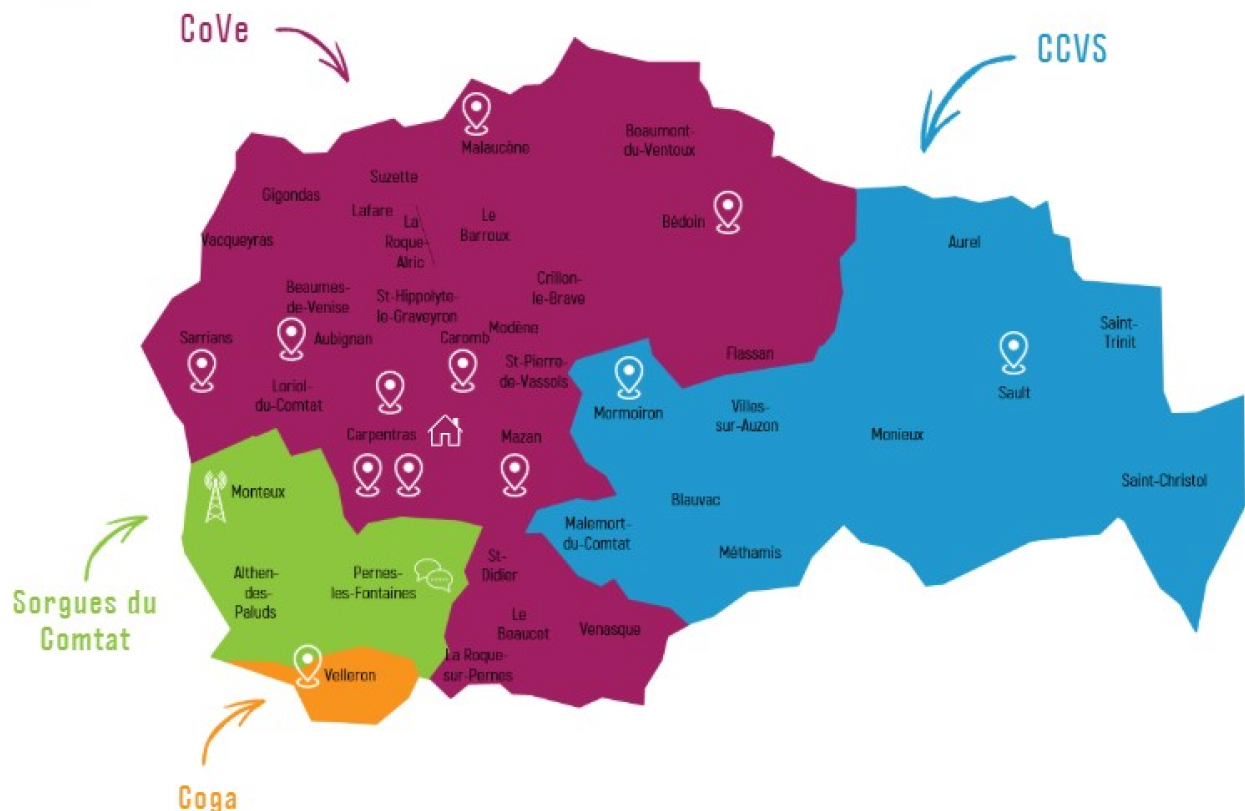 CoVe
CCVS
Malaucène
Beaumont-
du-Ventoux
Suzette
Gigondas
Lafare
La
Roque-
Alric
Le
Barroux
Bédoin
Vacqueyras
Aurel
Crillon-
le-Brave
Beaumes-
de-Venise
St-Hippolyte-
le-Graveyron
Modène
Saint-
Trinit
Sarrians
Aubignan
Caromb
St-Pierre-
de-Vassols
Flassan
Loriol-
du-Comtat
Mormoiron
Villes-
sur-Auzon
Sault
Carpentras
Mazan
Monieux
Monteux
Blauvac
Saint-Christol
Malemort-
du-Comtat
Méthamis
St-
Didier
Althen-
des-
Paluds
Pernes-
les-Fontaines
Sorgues du
Comtat
Le
Beaucet
Venasque
La Roque-
sur-Pernes
Velleron
Coga